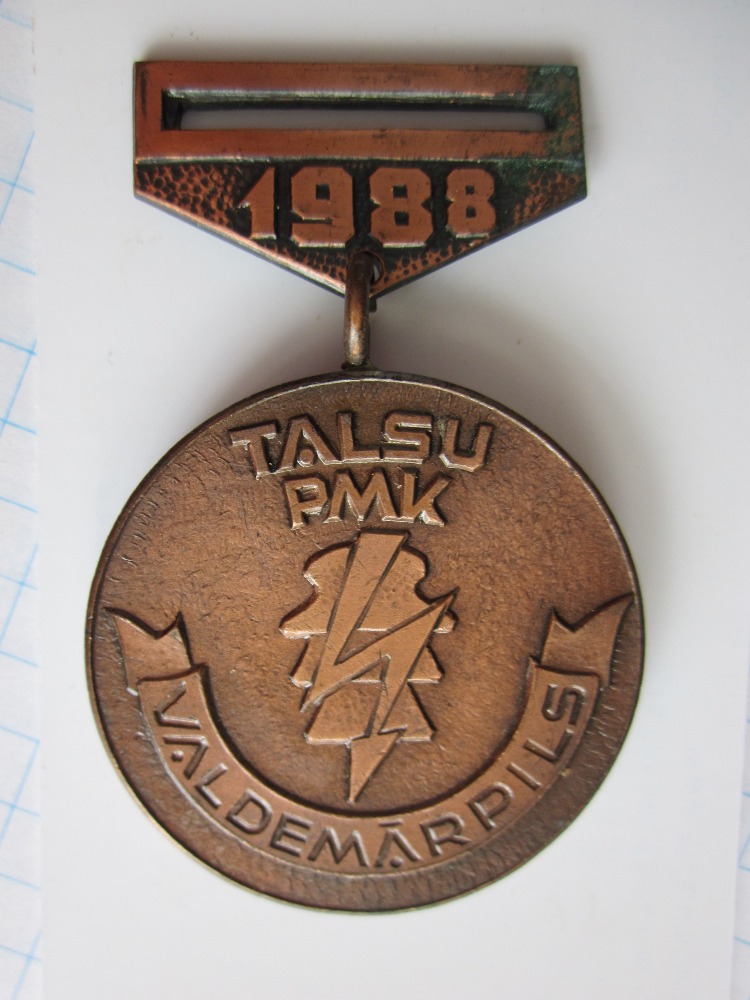 1988
TALSU
PMK
VALDEMĀRPILS